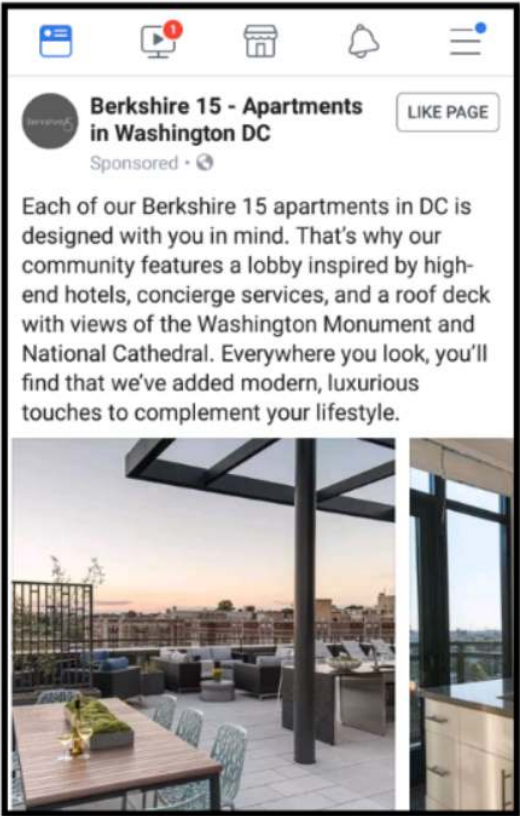 1
Berkshire 15 - Apartments
in Washington DC
LIKE PAGE
Sponsored ·
Each of our Berkshire 15 apartments in DC is
designed with you in mind. That's why our
community features a lobby inspired by high-
end hotels, concierge services, and a roof deck
with views of the Washington Monument and
National Cathedral. Everywhere you look, you'll
find that we've added modern, luxurious
touches to complement your lifestyle.